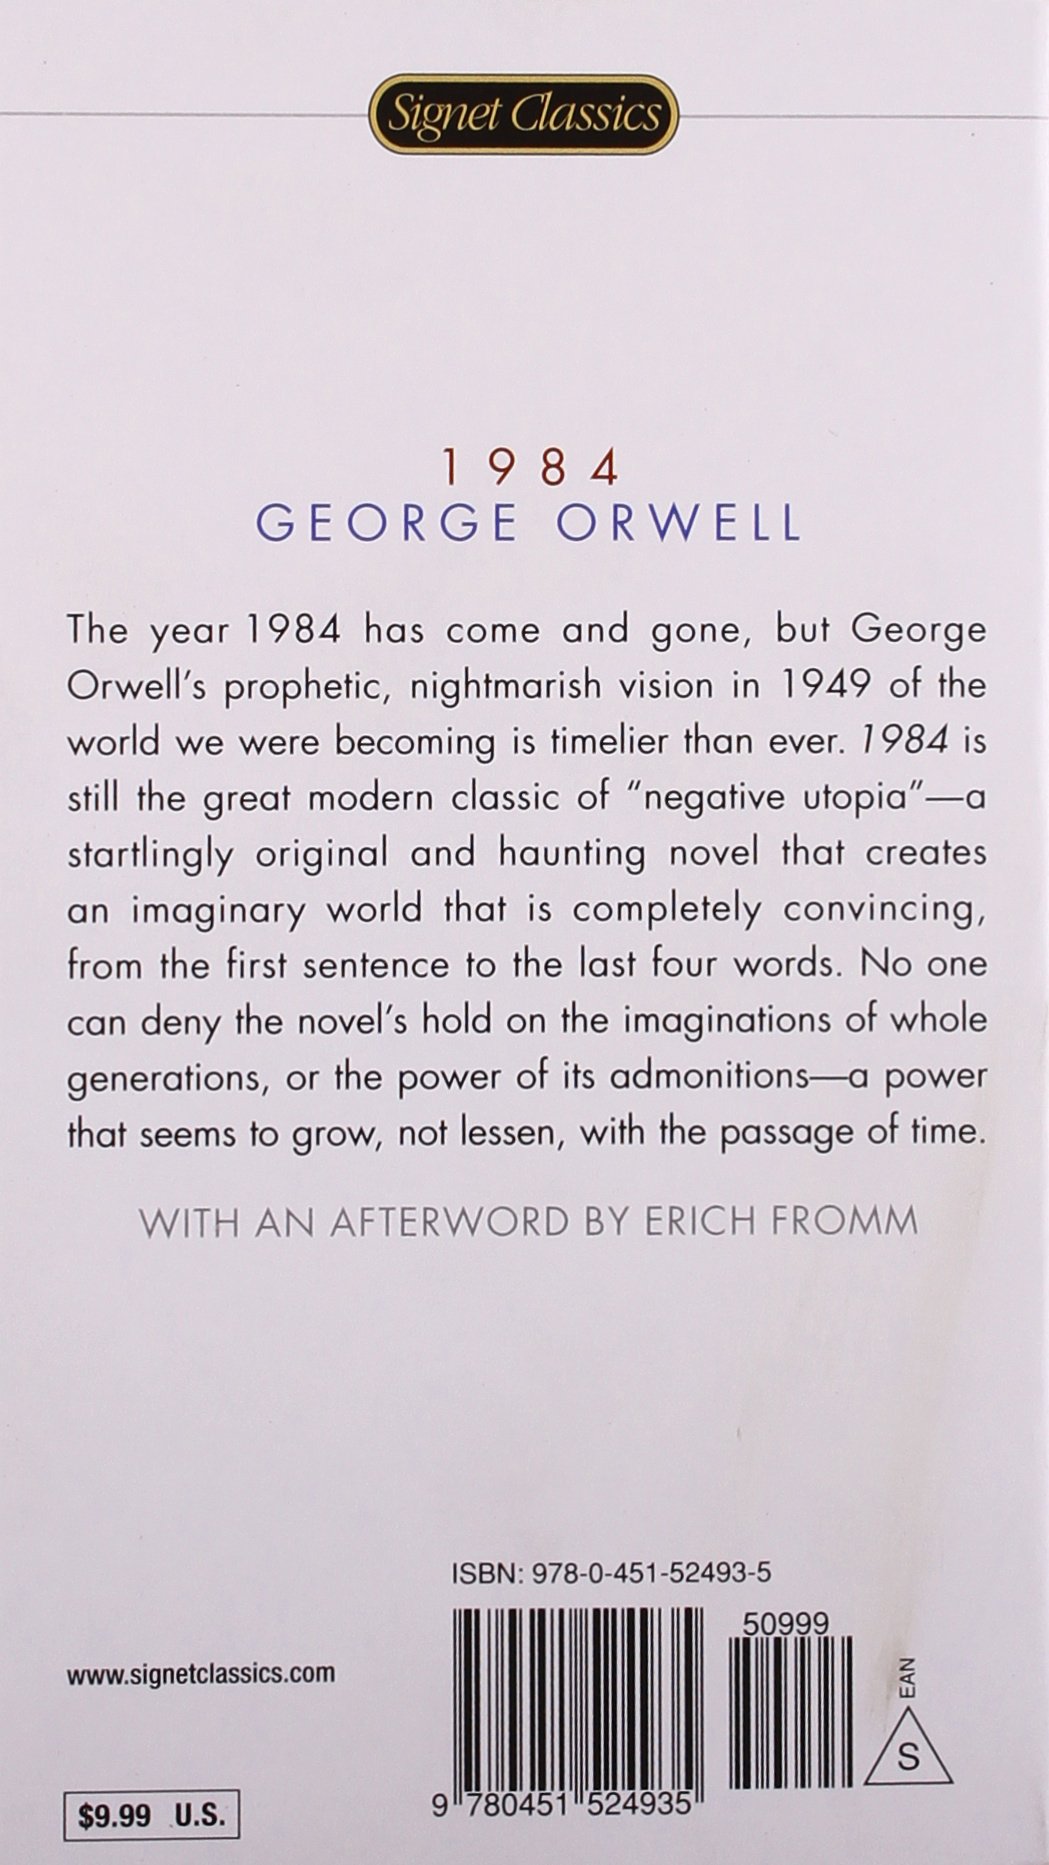 Signet Classics
1984
GEORGE ORWELL
The year 1984 has come and gone, but George
Orwell's prophetic, nightmarish vision in 1949 of the
world we were becoming is timelier than ever. 1984 is
still the great modern classic of "negative utopia"—a
startlingly original and haunting novel that creates
an imaginary world that is completely convincing,
from the first sentence to the last four words. No one
can deny the novel's hold on the imaginations of whole
generations, or the power of its admonitions—a power
that seems to grow, not lessen, with the passage of time.
WITH AN AFTERWORD BY ERICH FROMM
ISBN: 978-0-451-52493-5
50999
www.signetclassics.com
EAN
S
9 780451 524935
$9.99 U.S.